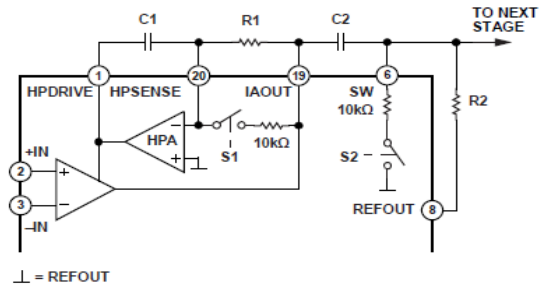 C1
R1
C2
TO NEXT
STAGE
1
20
19
6
HPDRIVE
HPSENSE
IAOUT
SW
10kΩ
R2
–
HPA
+
S1
10kΩ
S2
+IN
2
+
3
–
–IN
REFOUT
8
= REFOUT